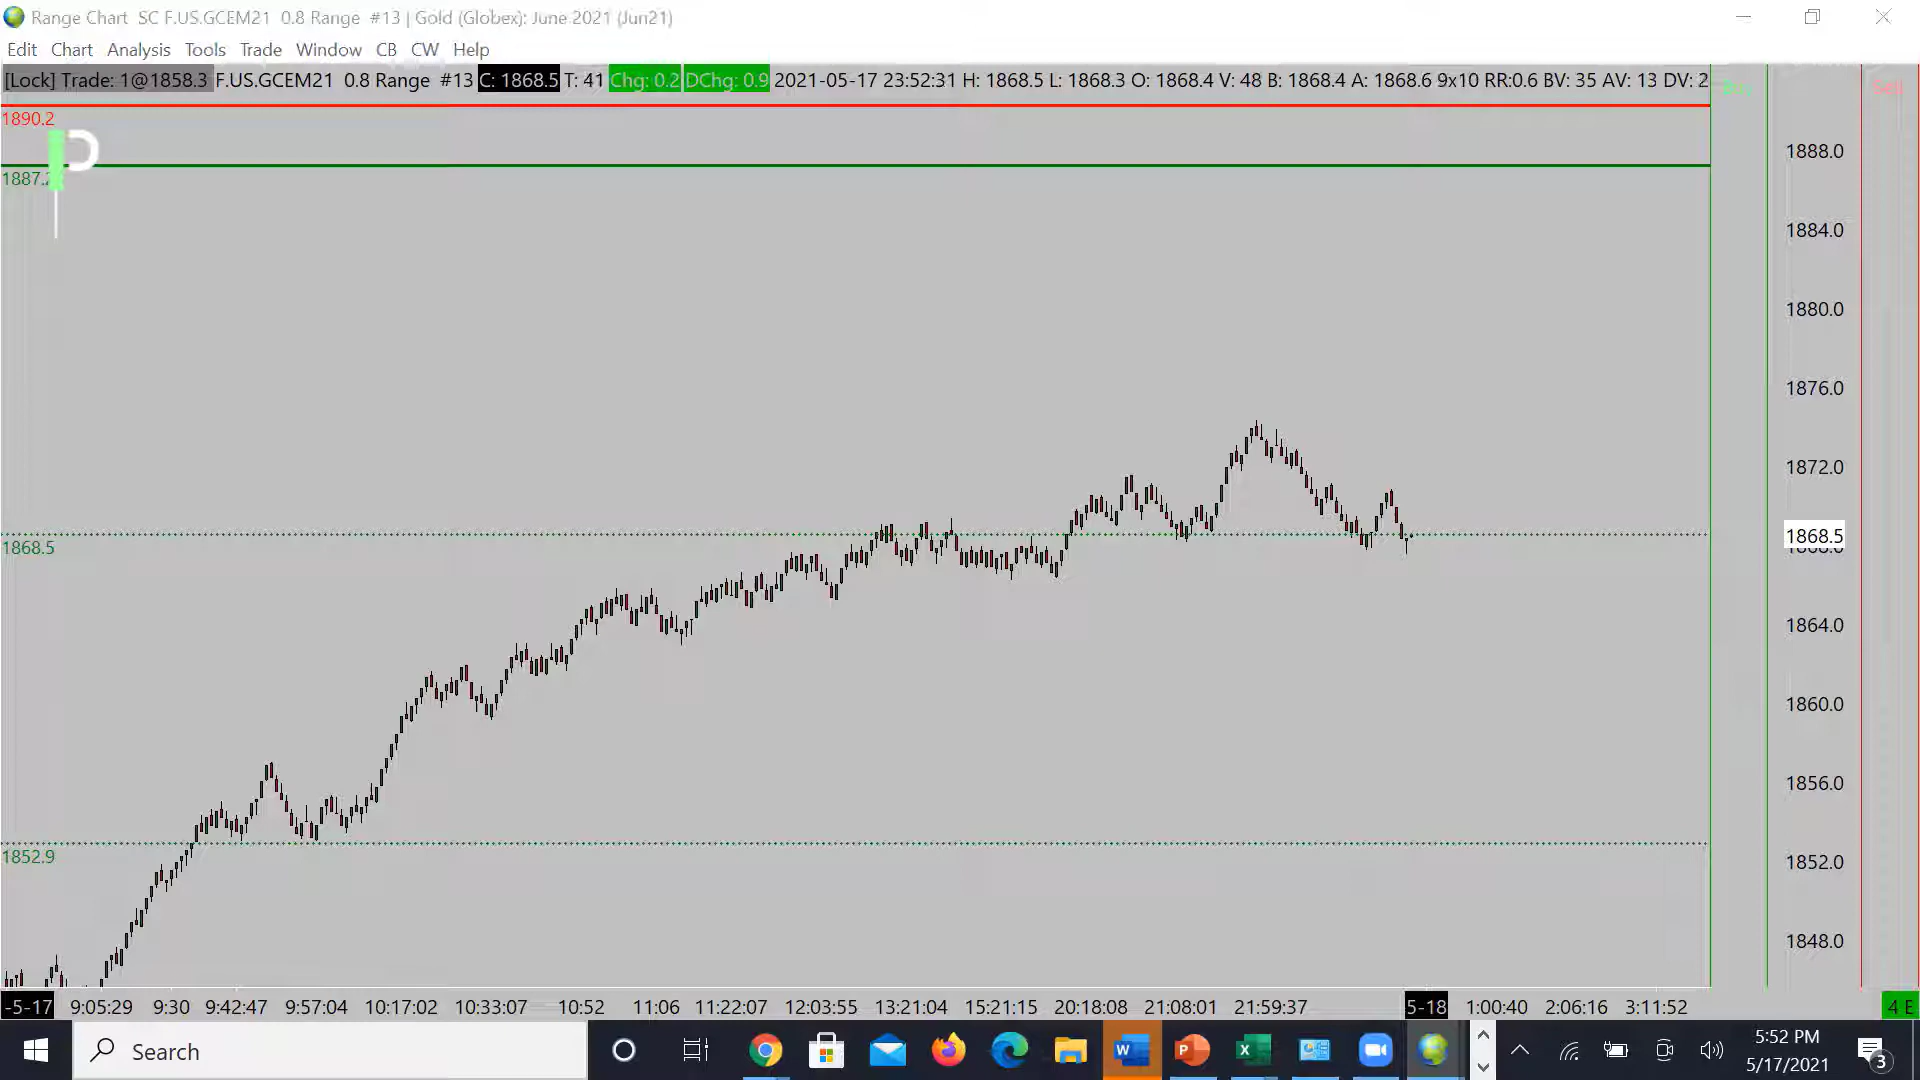 Range Chart SC F.US.GCEM21 0.8 Range #13 | Gold (Globex): June 2021 (Jun21)
Edit Chart Analysis Tools Trade Window CB CW Help
[Lock] Trade: 1@1858.3 F.US.GCEM21 0.8 Range #13 C: 1868.5 T: 41 Chg: 0.2 DChg: 0.9 2021-05-17 23:52:31 H: 1868.5 L: 1868.3 O: 1868.4 V: 48 B: 1868.4 A: 1868.6 9x10 RR:0.6 BV: 35 AV: 13 DV: 2
Buy Sell
1890.2
P
1887.2
1888.0
1884.0
1880.0
1876.0
1872.0
1868.5
1868.5
1864.0
1860.0
1856.0
1852.9
1852.0
1848.0
-5-17 9:05:29 9:30 9:42:47 9:57:04 10:17:02 10:33:07 10:52 11:06 11:22:07 12:03:55 13:21:04 15:21:15 20:18:08 21:08:01 21:59:37 5-18 1:00:40 2:06:16 3:11:52 4 E
Search
5:52 PM
5/17/2021
3